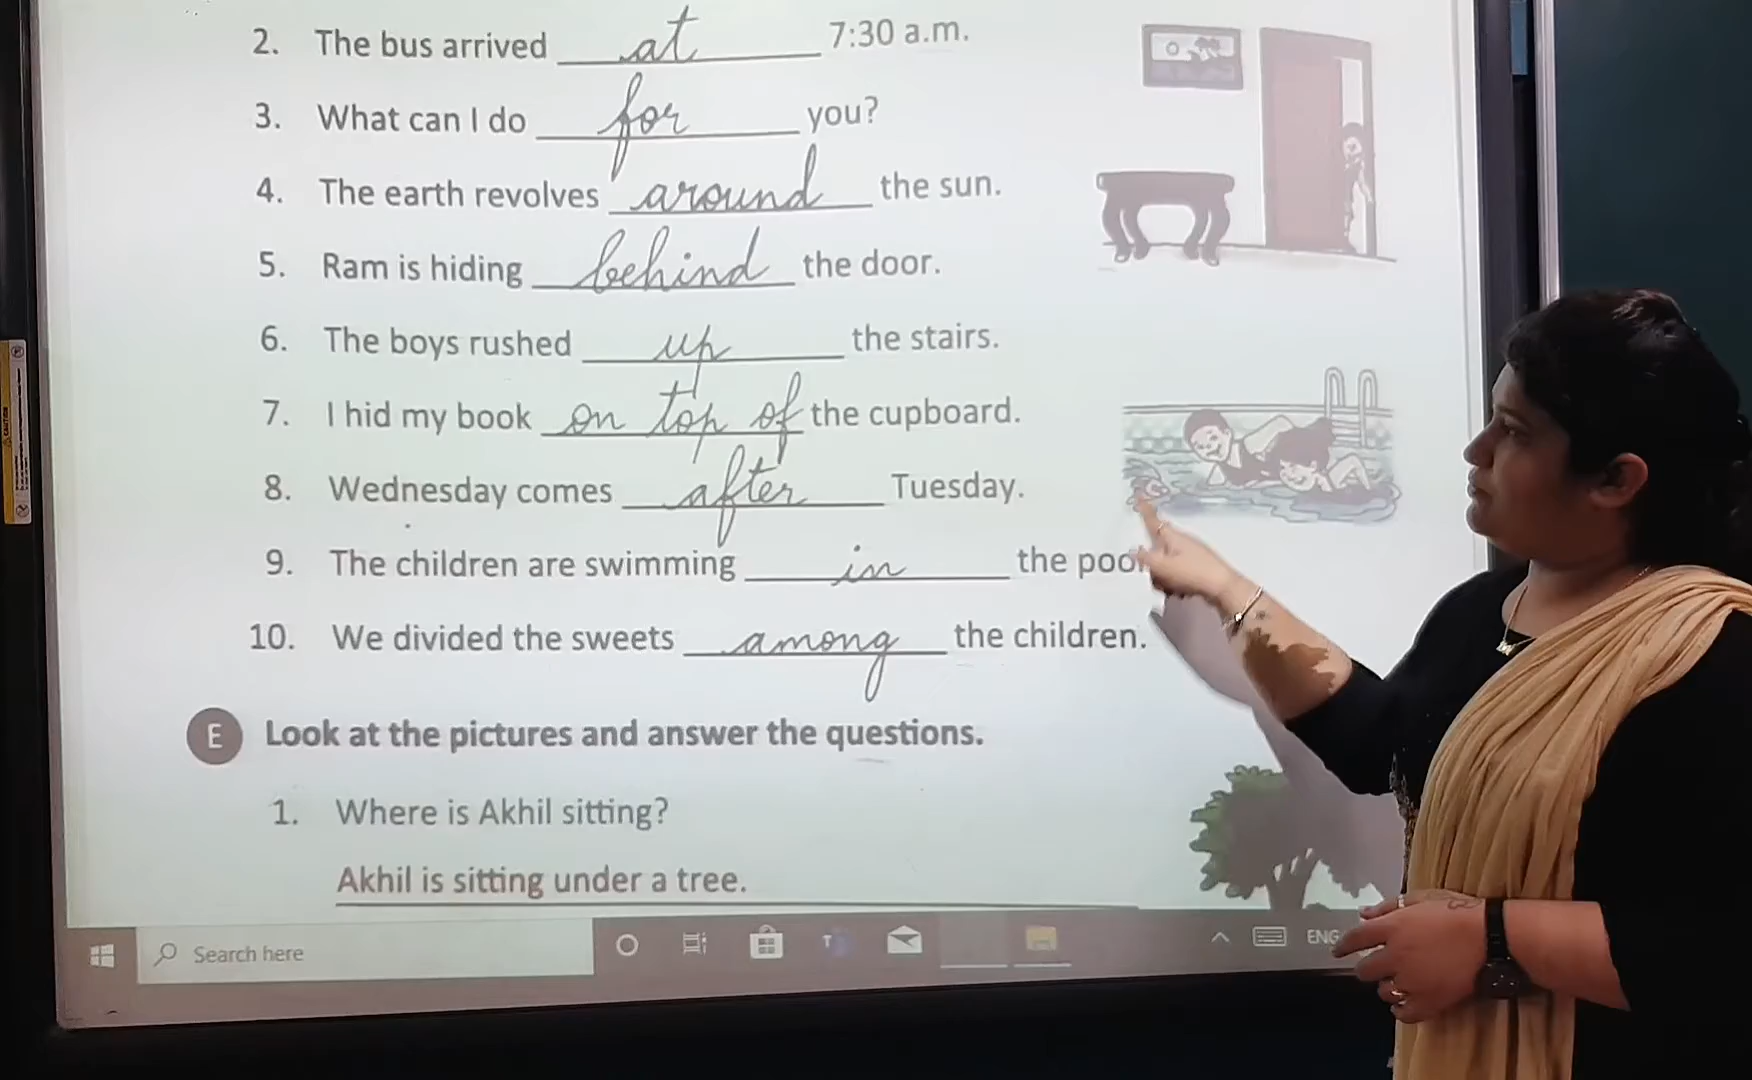 2. The bus arrived at 7:30 a.m.
3. What can I do for you?
4. The earth revolves around the sun.
5. Ram is hiding behind the door.
6. The boys rushed up the stairs.
7. I hid my book on top of the cupboard.
8. Wednesday comes after Tuesday.
9. The children are swimming in the poo
10. We divided the sweets among the children.
E Look at the pictures and answer the questions.
1. Where is Akhil sitting?
Akhil is sitting under a tree.
Search here
ENG